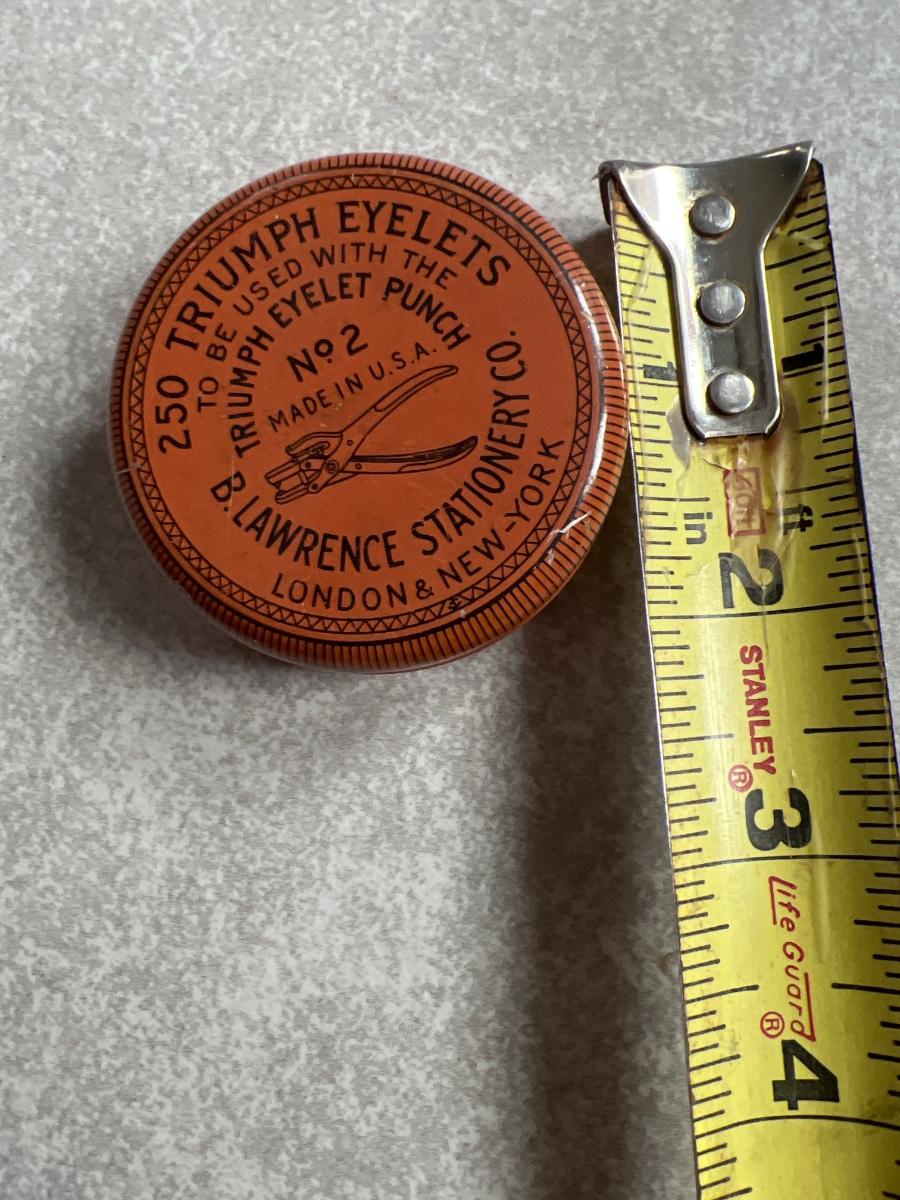 250 TRIUMPH EYELETS
TO BE USED WITH THE
TRIUMPH EYELET PUNCH
Nº 2
MADE IN U.S.A.
B. LAWRENCE STATIONERY CO.
LONDON & NEW-YORK
1
1
in
ft
2
STANLEY®
3
Life Guard®
4